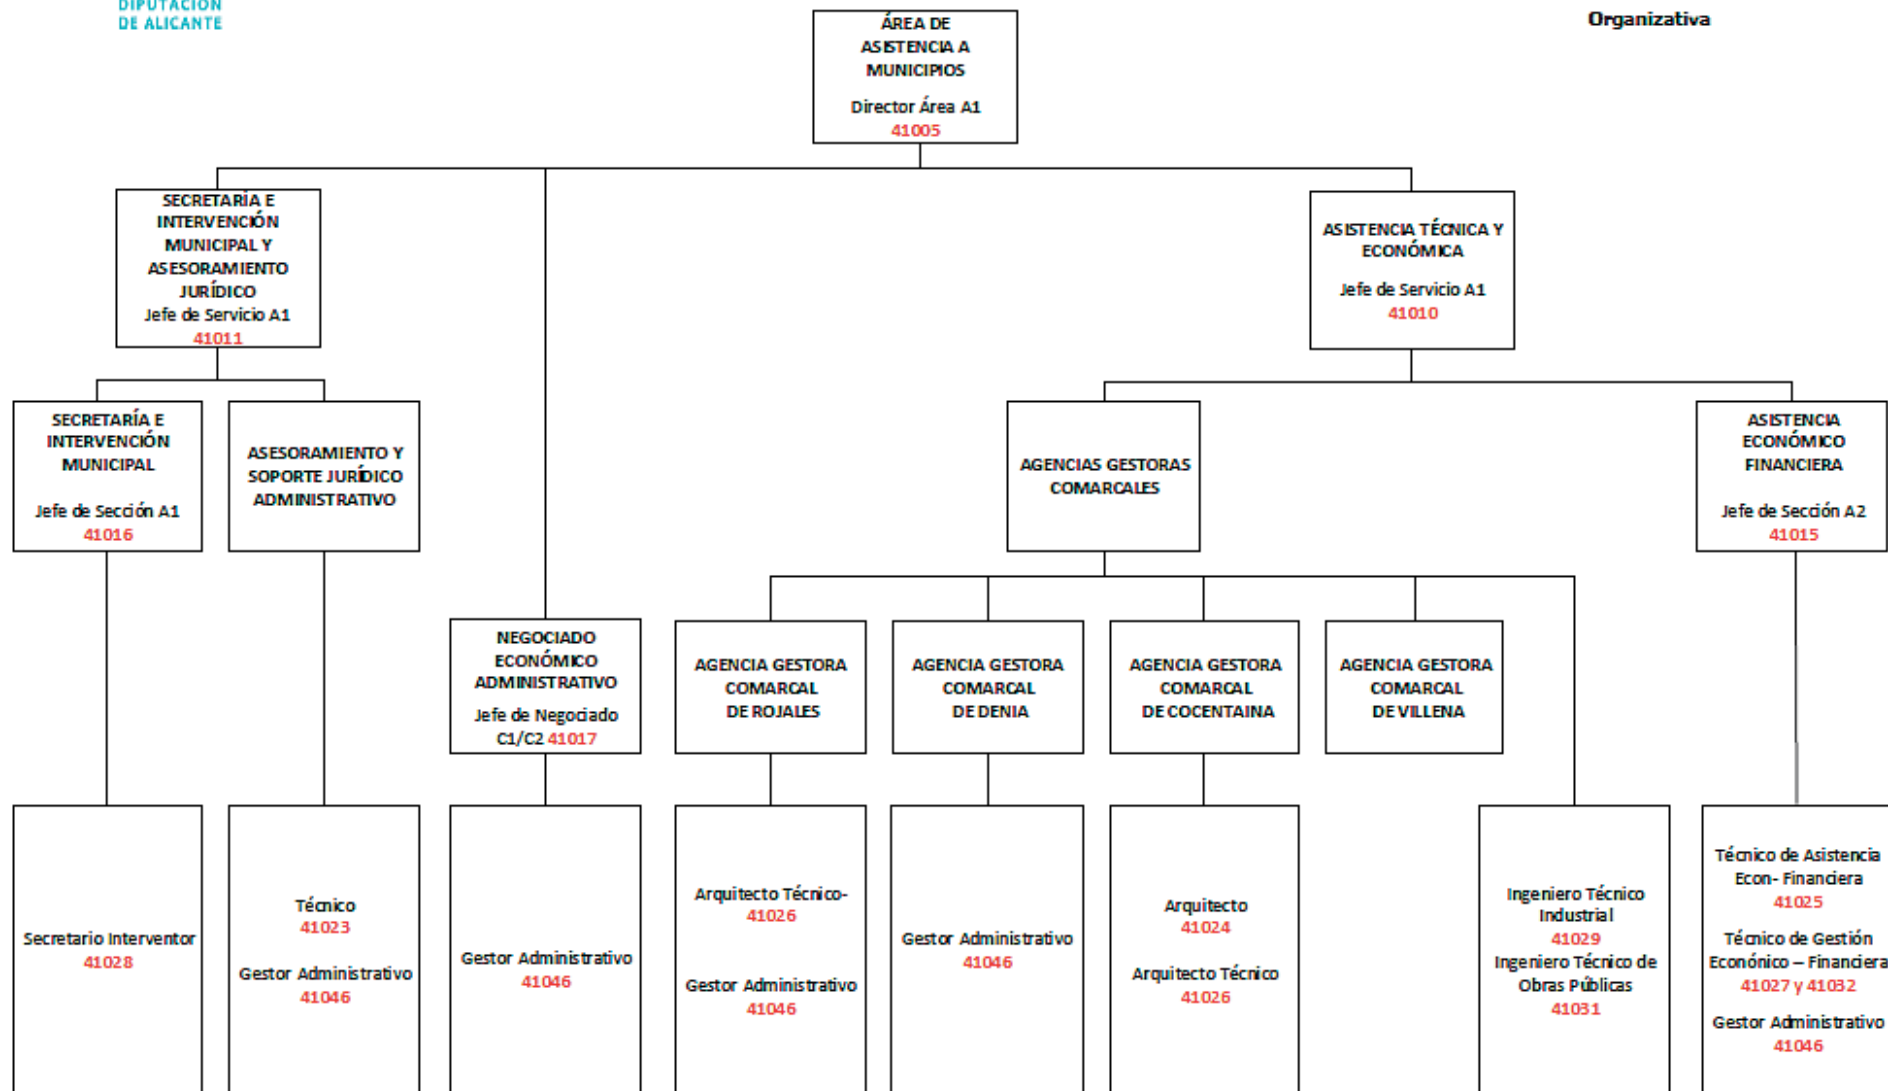 DIPUTACIÓN
DE ALICANTE
Organizativa
ÁREA DE
ASISTENCIA A
MUNICIPIOS
Director Área A1
41005
SECRETARÍA E
INTERVENCIÓN
MUNICIPAL Y
ASESORAMIENTO
JURÍDICO
Jefe de Servicio A1
41011
ASISTENCIA TÉCNICA Y
ECONÓMICA
Jefe de Servicio A1
41010
SECRETARÍA E
INTERVENCIÓN
MUNICIPAL
Jefe de Sección A1
41016
ASESORAMIENTO Y
SOPORTE JURÍDICO
ADMINISTRATIVO
AGENCIAS GESTORAS
COMARCALES
ASISTENCIA
ECONÓMICO
FINANCIERA
Jefe de Sección A2
41015
NEGOCIADO
ECONÓMICO
ADMINISTRATIVO
Jefe de Negociado
C1/C2 41017
AGENCIA GESTORA
COMARCAL
DE ROJALES
AGENCIA GESTORA
COMARCAL
DE DENIA
AGENCIA GESTORA
COMARCAL
DE COCENTAINA
AGENCIA GESTORA
COMARCAL
DE VILLENA
Secretario Interventor
41028
Técnico
41023
Gestor Administrativo
41046
Gestor Administrativo
41046
Arquitecto Técnico-
41026
Gestor Administrativo
41046
Gestor Administrativo
41046
Arquitecto
41024
Arquitecto Técnico
41026
Ingeniero Técnico
Industrial
41029
Ingeniero Técnico de
Obras Públicas
41031
Técnico de Asistencia
Econ- Financiera
41025
Técnico de Gestión
Econónico – Financiera
41027 y 41032
Gestor Administrativo
41046